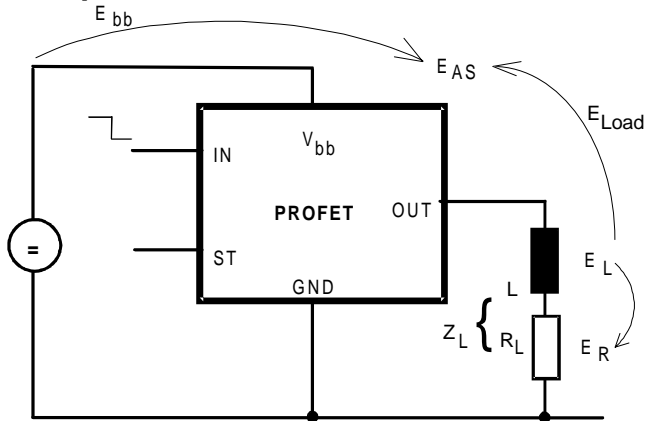 E bb
E AS
E Load
V bb
IN
PROFET
OUT
ST
GND
E L
L
Z L { R L
E R
=